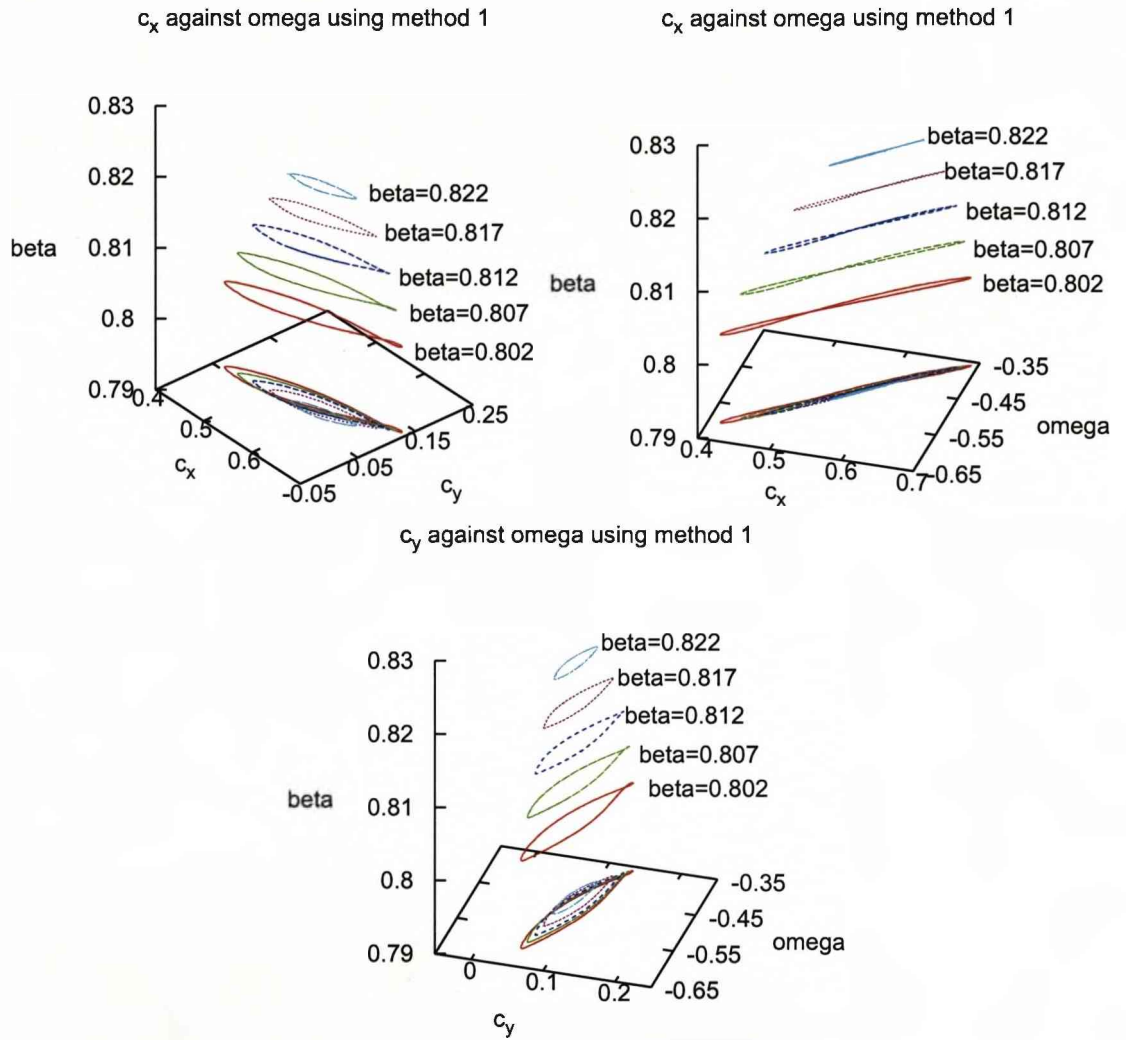 c_x against omega using method 1
0.83
0.82
0.81
0.8
0.79
beta
beta=0.822
beta=0.817
beta=0.812
beta=0.807
beta=0.802
0.4
0.5
0.6
c_x
-0.05
0.05
0.15
0.25
c_y
c_x against omega using method 1
0.83
0.82
0.81
0.8
0.79
beta
beta=0.822
beta=0.817
beta=0.812
beta=0.807
beta=0.802
0.4
0.5
0.6
0.7
c_x
-0.35
-0.45
-0.55
-0.65
omega
c_y against omega using method 1
0.83
0.82
0.81
0.8
0.79
beta
beta=0.822
beta=0.817
beta=0.812
beta=0.807
beta=0.802
0
0.1
0.2
c_y
-0.35
-0.45
-0.55
-0.65
omega